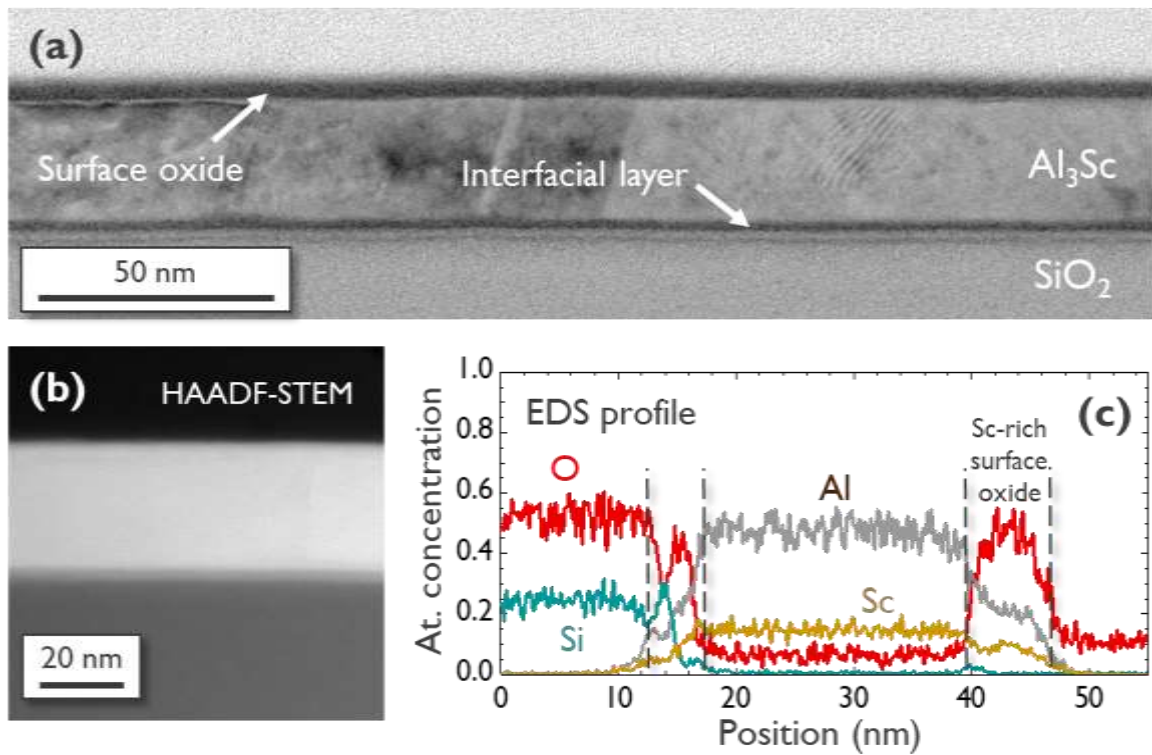 (a)
Surface oxide
Interfacial layer
Al₃Sc
50 nm
SiO₂
(b)
HAADF-STEM
20 nm
EDS profile
(c)
Sc-rich
surface
oxide
O
Al
Sc
Si
At. concentration
1.0
0.8
0.6
0.4
0.2
0.0
0 10 20 30 40 50
Position (nm)